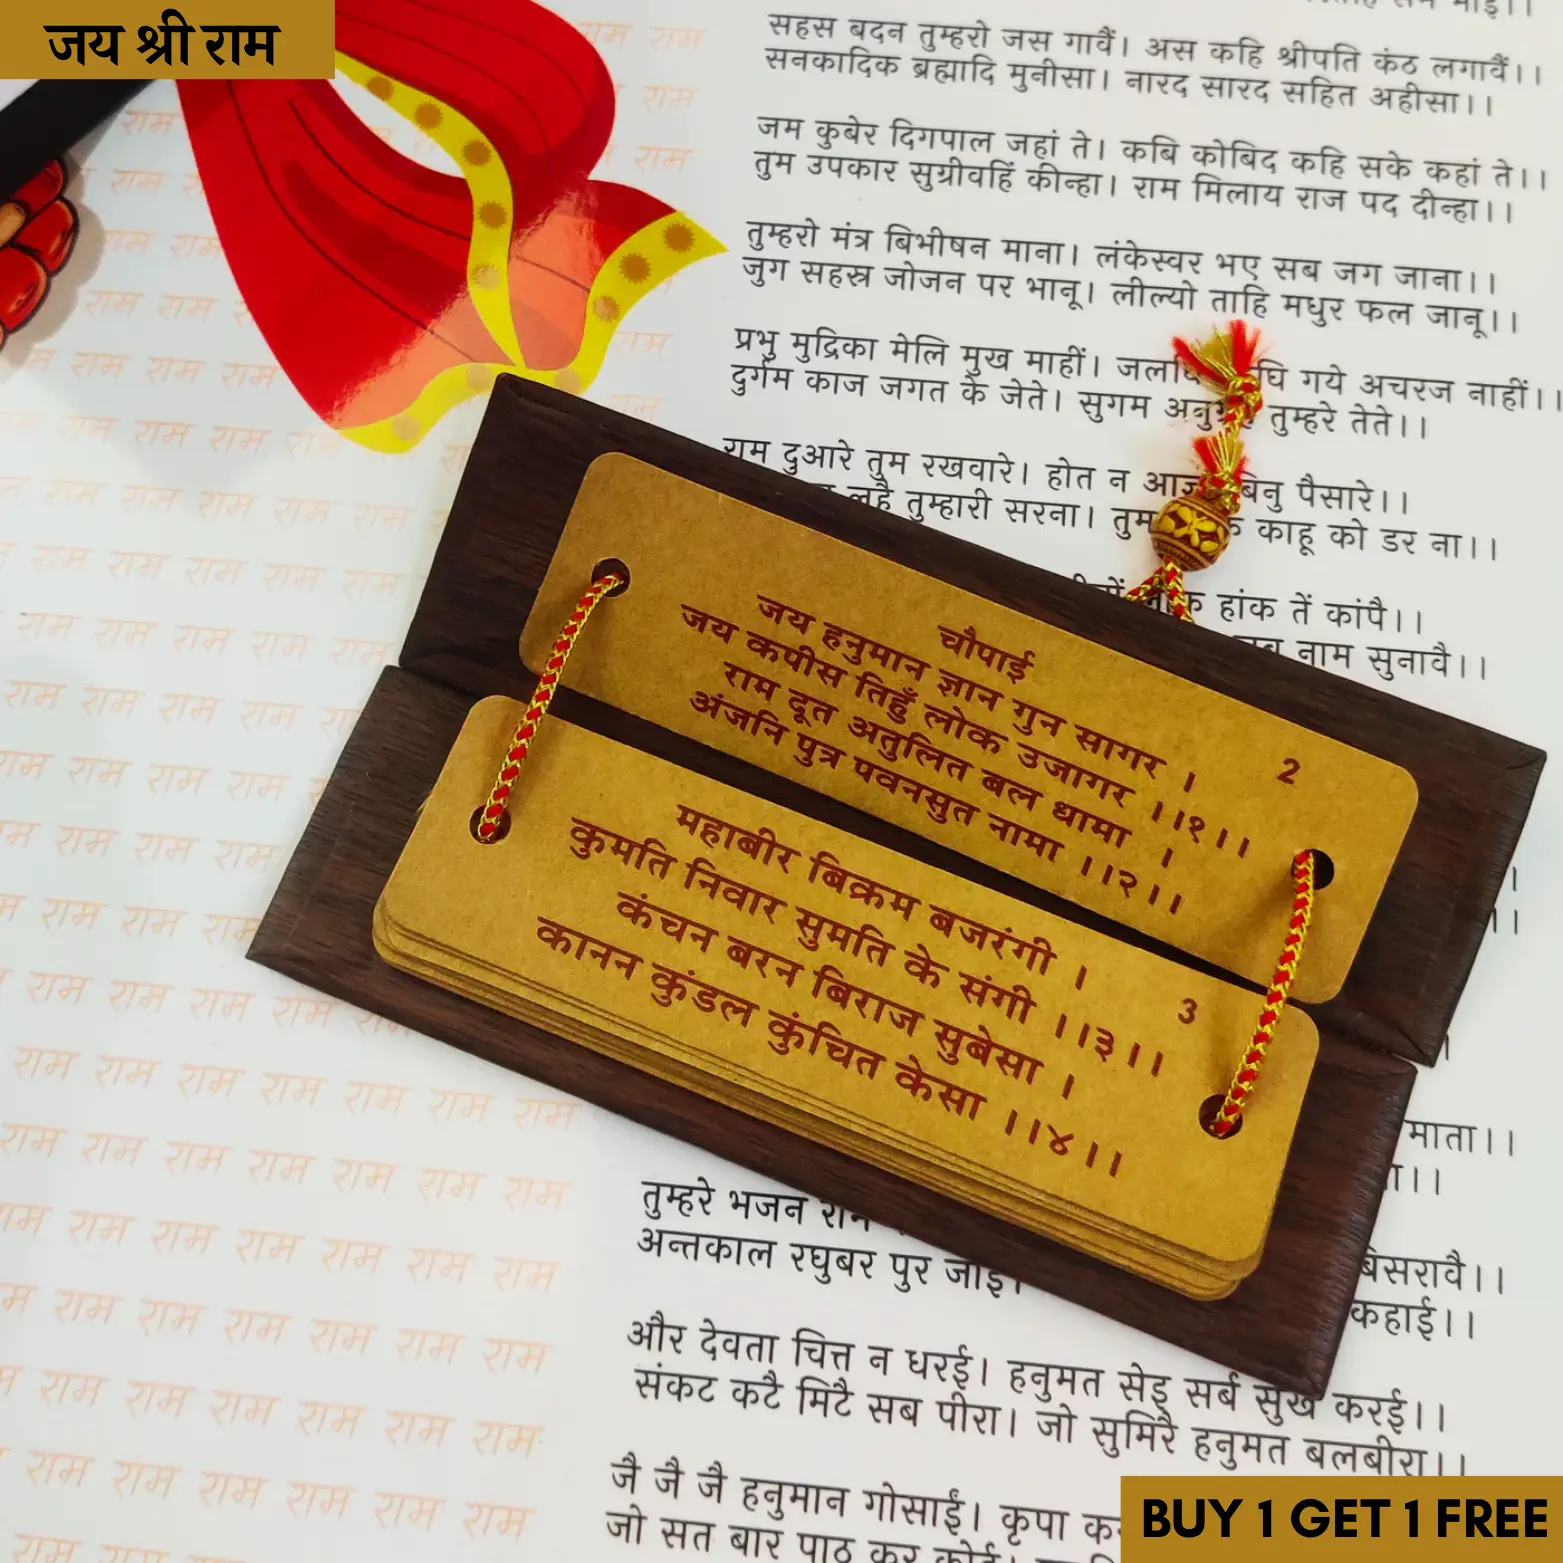 जय श्री राम
सहस बदन तुम्हरो जस गावैं। अस कहि श्रीपति कंठ लगावैं।।
सनकादिक ब्रह्मादि मुनीसा। नारद सारद सहित अहीसा।।
जम कुबेर दिगपाल जहां ते। कबि कोबिद कहि सके कहां ते।।
तुम उपकार सुग्रीवहिं कीन्हा। राम मिलाय राज पद दीन्हा।।
तुम्हरो मंत्र बिभीषन माना। लंकेस्वर भए सब जग जाना।।
जुग सहस्र जोजन पर भानू। लील्यो ताहि मधुर फल जानू।।
प्रभु मुद्रिका मेलि मुख माहीं। गये अचरज नाहीं।।
दुर्गम काज जगत के जेते। सुगम तुम्हरे तेते।।
राम दुआरे तुम रखवारे। होत न बिनु पैसारे।।
लहै तुम्हारी सरना। तुम काहू को डर ना।।
हांक तें कांपै।।
नाम सुनावै।।
चौपाई
जय हनुमान ज्ञान गुन सागर ।
जय कपीस तिहुँ लोक उजागर ।।१।।
राम दूत अतुलित बल धामा ।
अंजनि पुत्र पवनसुत नामा ।।२।।
2
महाबीर बिक्रम बजरंगी ।
कुमति निवार सुमति के संगी ।।३।।
कंचन बरन बिराज सुबेसा ।
कानन कुंडल कुंचित केसा ।।४।।
3
माता।।
तुम्हरे भजन बिसरावै।।
अन्तकाल रघुबर पुर जाई। कहाई।।
और देवता चित्त न धरई। हनुमत सेइ सर्ब सुख करई।।
संकट कटै मिटै सब पीरा। जो सुमिरै हनुमत बलबीरा।।
जै जै जै हनुमान गोसाईं। कृपा
जो सत बार पाठ कर कोई।
राम राम राम राम राम राम
BUY 1 GET 1 FREE